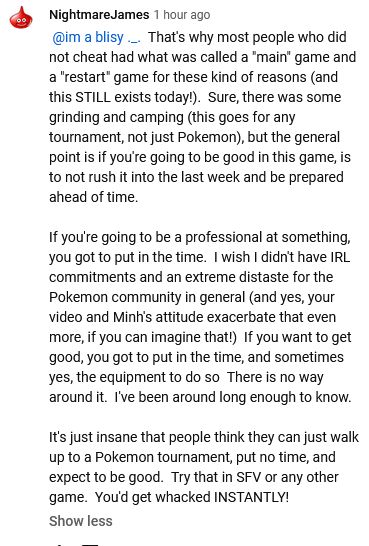 NightmareJames 1 hour ago
@im a blisy ._. That's why most people who did
not cheat had what was called a "main" game and
a "restart" game for these kind of reasons (and
this STILL exists today!). Sure, there was some
grinding and camping (this goes for any
tournament, not just Pokemon), but the general
point is if you're going to be good in this game, is
to not rush it into the last week and be prepared
ahead of time.
If you're going to be a professional at something,
you got to put in the time. I wish I didn't have IRL
commitments and an extreme distaste for the
Pokemon community in general (and yes, your
video and Minh's attitude exacerbate that even
more, if you can imagine that!) If you want to get
good, you got to put in the time, and sometimes
yes, the equipment to do so There is no way
around it. I've been around long enough to know.
It's just insane that people think they can just walk
up to a Pokemon tournament, put no time, and
expect to be good. Try that in SFV or any other
game. You'd get whacked INSTANTLY!
Show less